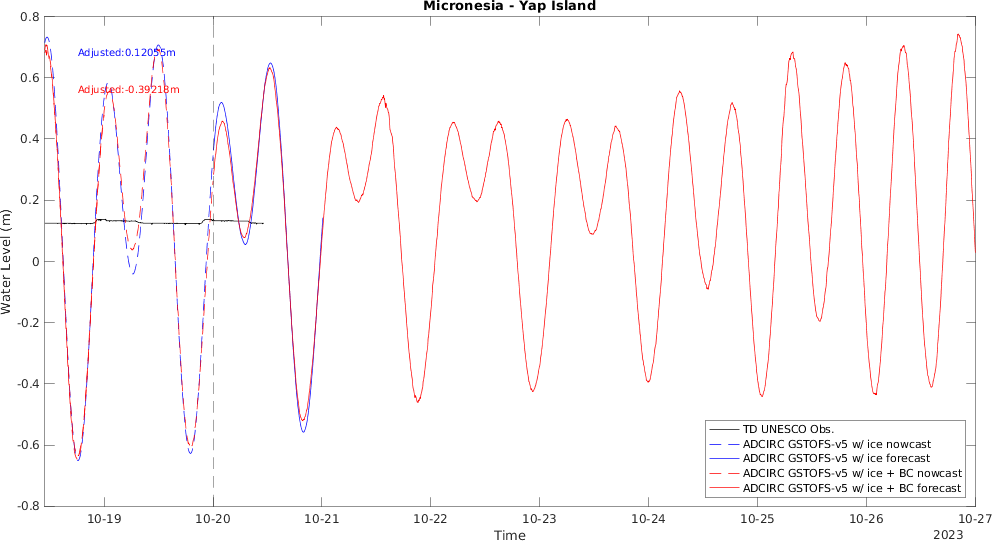 Micronesia - Yap Island
Water Level (m)
0.8
0.6
0.4
0.2
0
-0.2
-0.4
-0.6
-0.8
Adjusted:0.12055m
Adjusted:-0.39213m
TD UNESCO Obs.
ADCIRC GSTOFS-v5 w/ ice nowcast
ADCIRC GSTOFS-v5 w/ ice forecast
ADCIRC GSTOFS-v5 w/ ice + BC nowcast
ADCIRC GSTOFS-v5 w/ ice + BC forecast
10-19 10-20 10-21 10-22 10-23 10-24 10-25 10-26 10-27
Time
2023